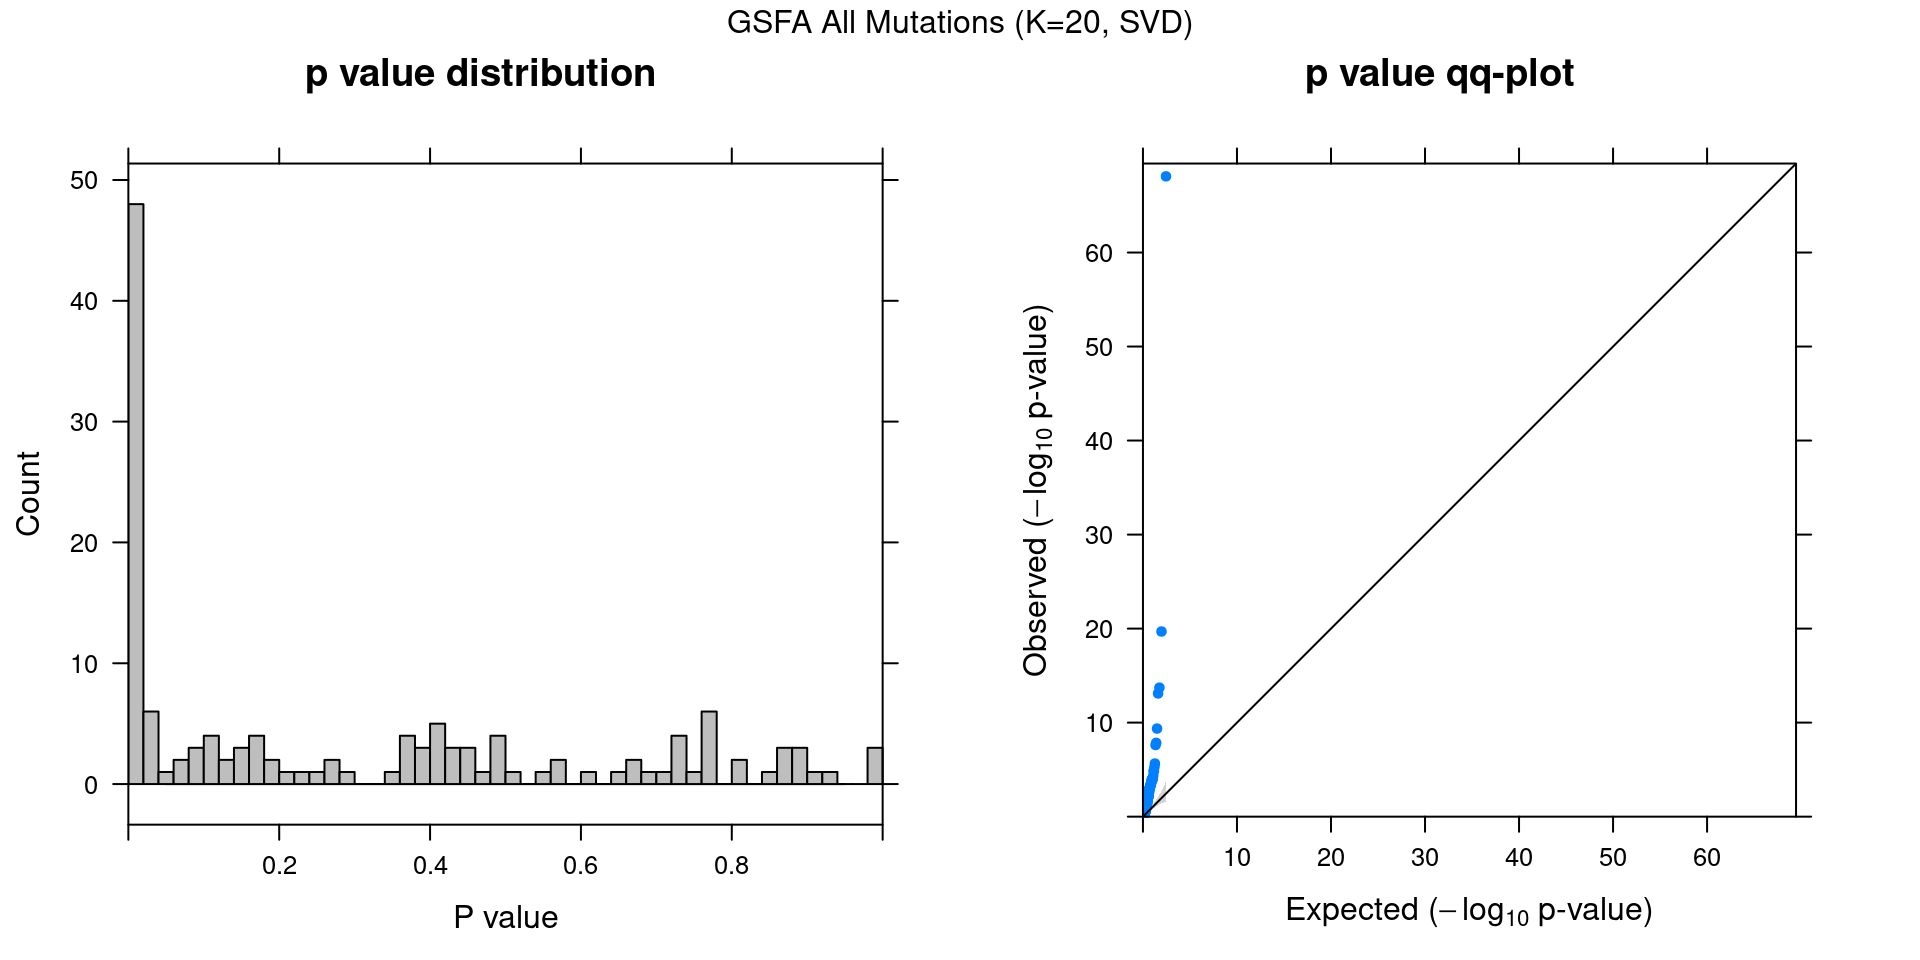 GSFA All Mutations (K=20, SVD)
p value distribution
50
40
30
20
10
0
Count
0.2 0.4 0.6 0.8
P value
p value qq-plot
60
50
40
30
20
10
Observed (−log10 p-value)
10 20 30 40 50 60
Expected (−log10 p-value)